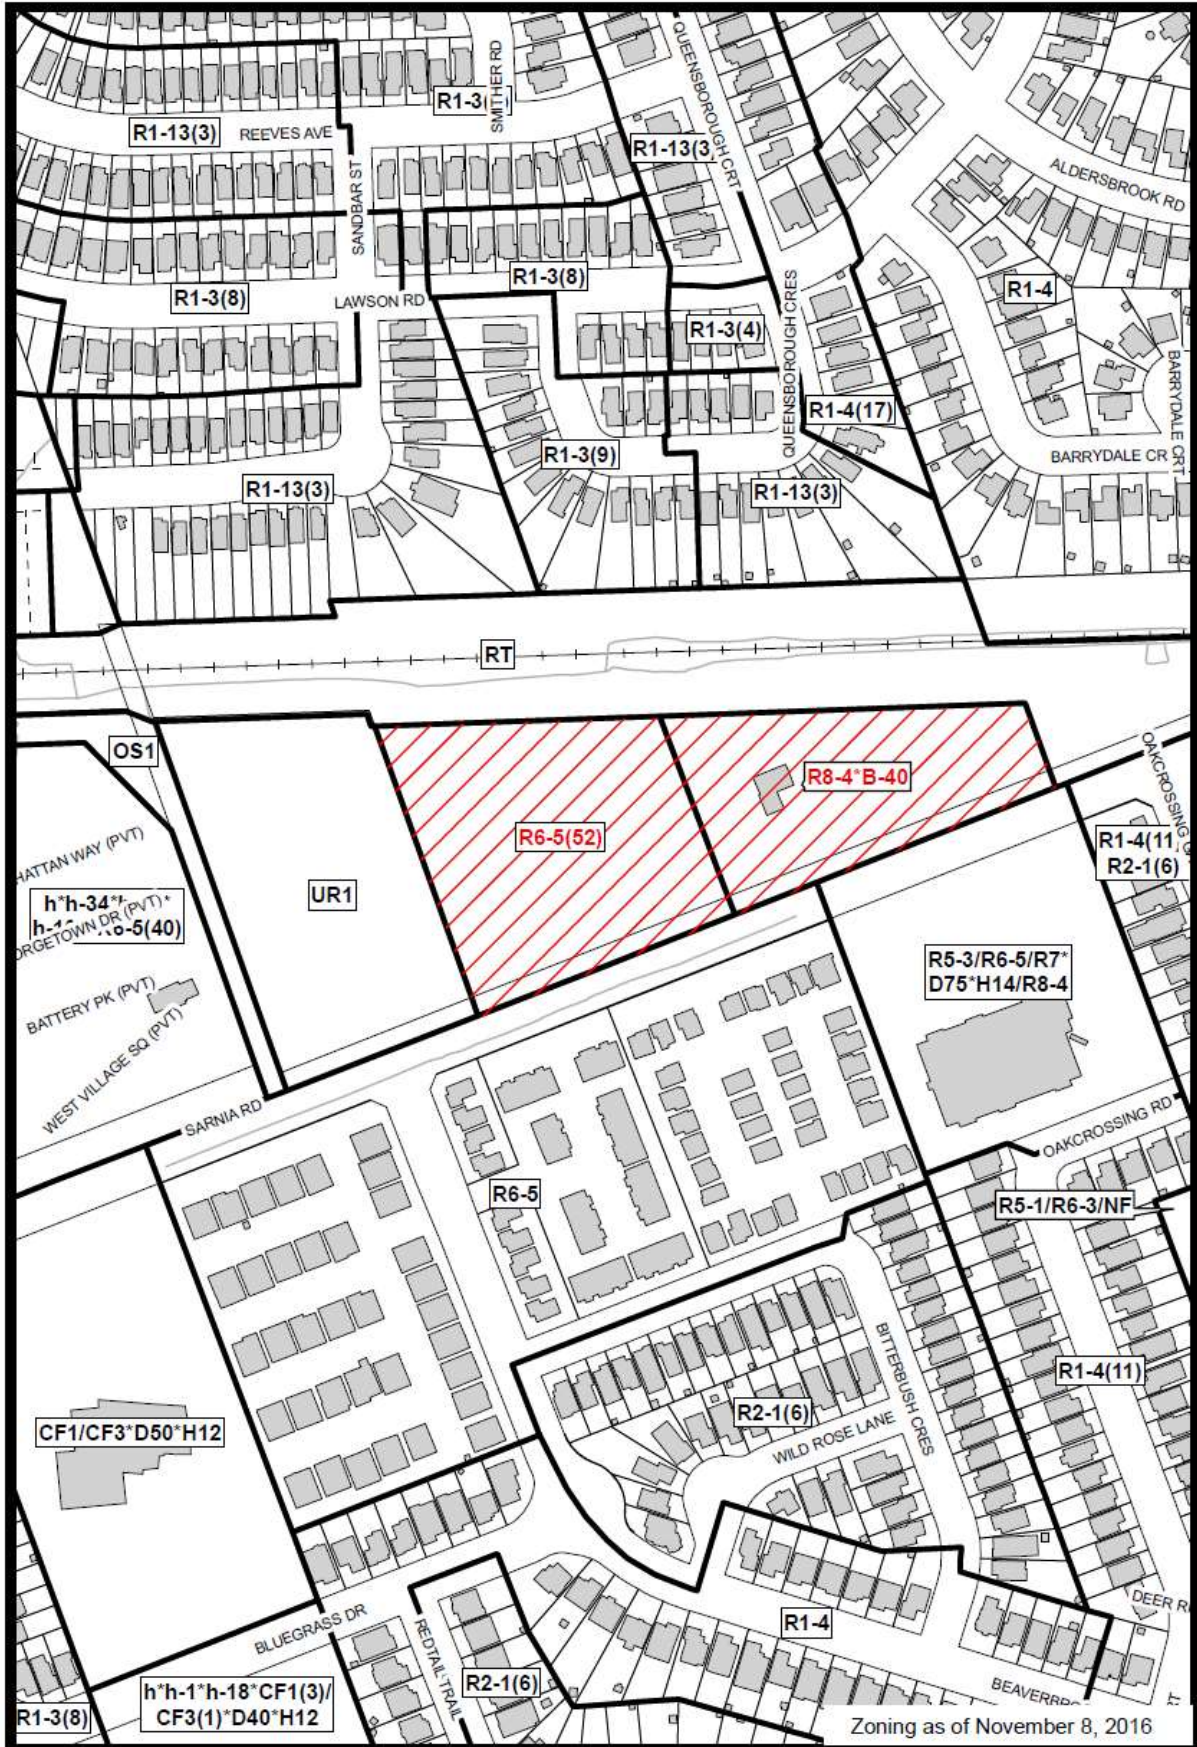 SMITHER RD
QUEENSBOROUGH CRT
R1-3(
R1-13(3)
REEVES AVE
R1-13(3
ALDERSBROOK RD
SANDBAR ST
R1-3(8)
R1-3(8)
LAWSON RD
R1-4
R1-3(4)
QUEENSBOROUGH CRES
BARRYDALE CRT
R1-4(17)
R1-3(9)
BARRYDALE CR
R1-13(3)
R1-13(3)
RT
OS1
OAKCROSSING
R8-4*B-40
R6-5(52)
R1-4(11
R2-1(6)
HATTAN WAY (PVT)
UR1
h*h-34*
ORGETOWN DR (PVT)
6-5(40)
R5-3/R6-5/R7*
D75*H14/R8-4
BATTERY PK (PVT)
WEST VILLAGE SQ (PVT)
SARNIA RD
OAKCROSSING RD
R6-5
R5-1/R6-3/NF
BITTERBUSH CRES
R1-4(11)
R2-1(6)
CF1/CF3*D50*H12
WILD ROSE LANE
DEER R
BLUEGRASS DR
REDTAIL TRAIL
R1-4
R2-1(6)
h*h-1*h-18*CF1(3)/
CF3(1)*D40*H12
R1-3(8)
BEAVERBRO
Zoning as of November 8, 2016